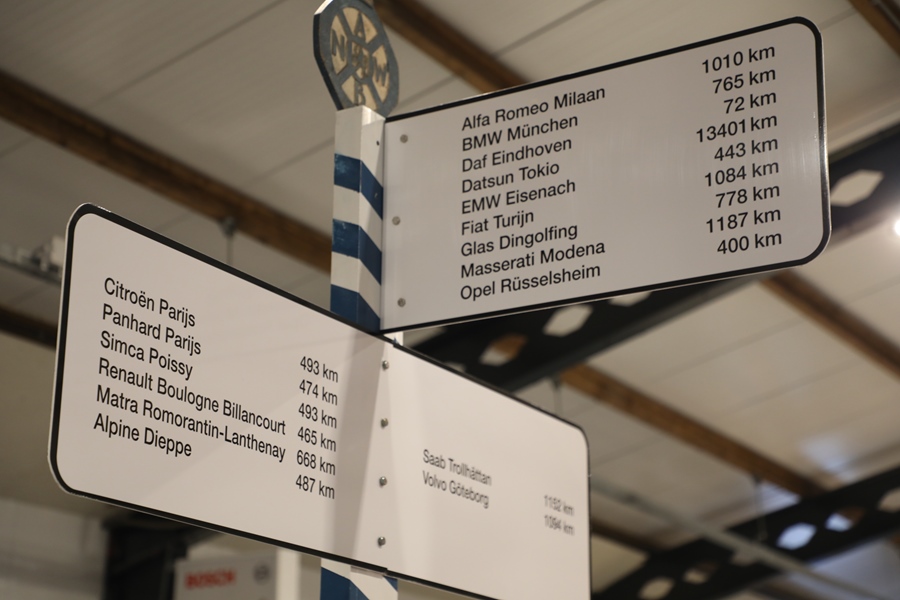 A
N W
B
Alfa Romeo Milaan 1010 km
BMW München 765 km
Daf Eindhoven 72 km
Datsun Tokio 13401 km
EMW Eisenach 443 km
Fiat Turijn 1084 km
Glas Dingolfing 778 km
Masserati Modena 1187 km
Opel Rüsselsheim 400 km
Citroën Parijs 493 km
Panhard Parijs 474 km
Simca Poissy 493 km
Renault Boulogne Billancourt 465 km
Matra Romorantin-Lanthenay 668 km
Alpine Dieppe 487 km
Saab Trollhättan 1152 km
Volvo Göteborg 1094 km
BOSCH